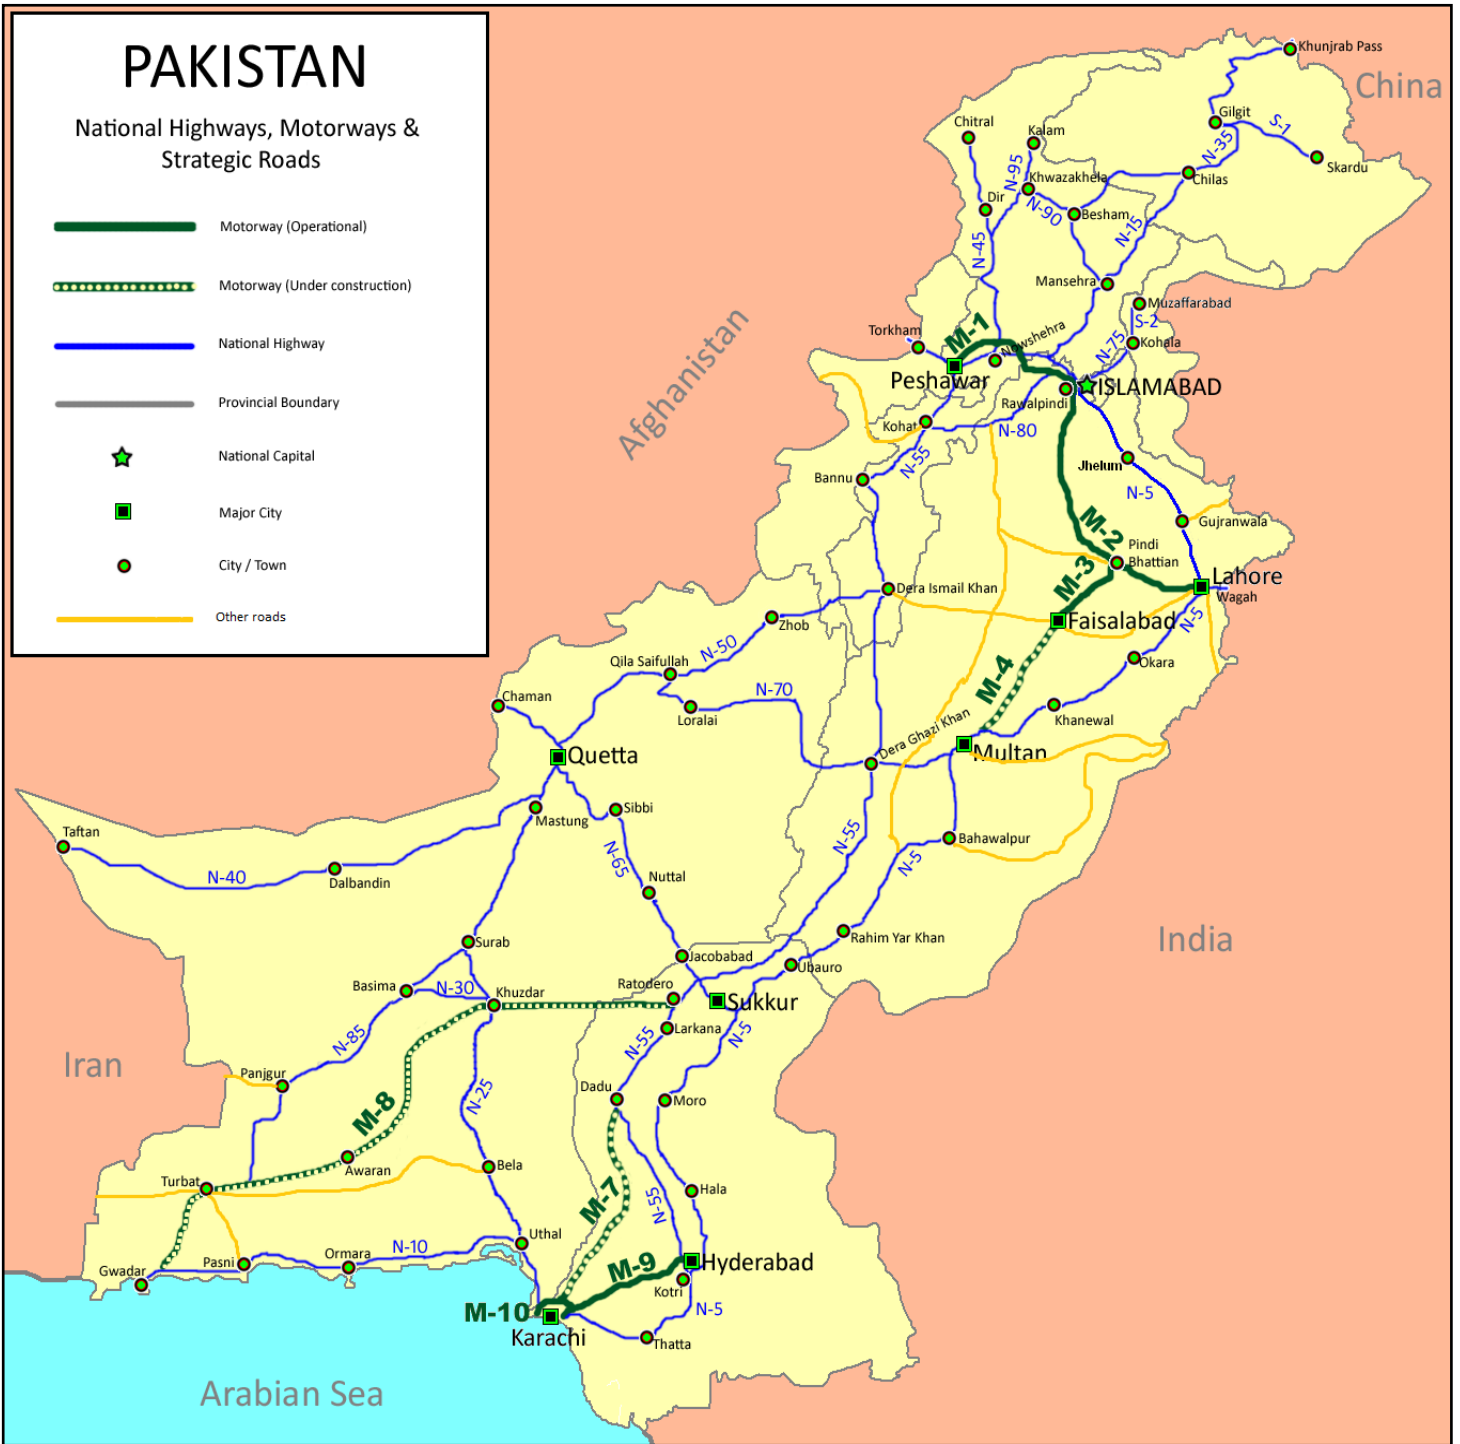 PAKISTAN
National Highways, Motorways &
Strategic Roads
Motorway (Operational)
Motorway (Under construction)
National Highway
Provincial Boundary
National Capital
Major City
City / Town
Other roads
Khunjrab Pass
China
Gilgit
S-1
Chitral
Kalam
N-35
Skardu
N-95
Khwazakhela
Chilas
Dir
N-90
Besham
N-45
N-15
Mansehra
Muzaffarabad
S-2
Torkham
M-1
Nowshehra
N-75
Kohala
Peshawar
ISLAMABAD
Rawalpindi
Afghanistan
Kohat
N-80
N-55
Jhelum
Bannu
N-5
M-2
Gujranwala
Pindi
Bhattian
M-3
Lahore
Wagah
Dera Ismail Khan
Faisalabad
N-5
Zhob
N-50
Qila Saifullah
Okara
M-4
N-70
Chaman
Loralai
Khanewal
Dera Ghazi Khan
Quetta
Multan
Sibbi
Mastung
Taftan
N-55
Bahawalpur
N-65
N-5
N-40
Dalbandin
Nuttal
Surab
Rahim Yar Khan
India
Jacobabad
Ubauro
Basima
N-30
Khuzdar
Ratodero
Sukkur
Larkana
N-85
N-55
N-5
Iran
Panjgur
Dadu
Moro
N-25
M-8
Awaran
Bela
Turbat
Hala
M-7
N-55
Uthal
N-10
Ormara
Pasni
Gwadar
M-9
Hyderabad
Kotri
M-10
N-5
Karachi
Thatta
Arabian Sea